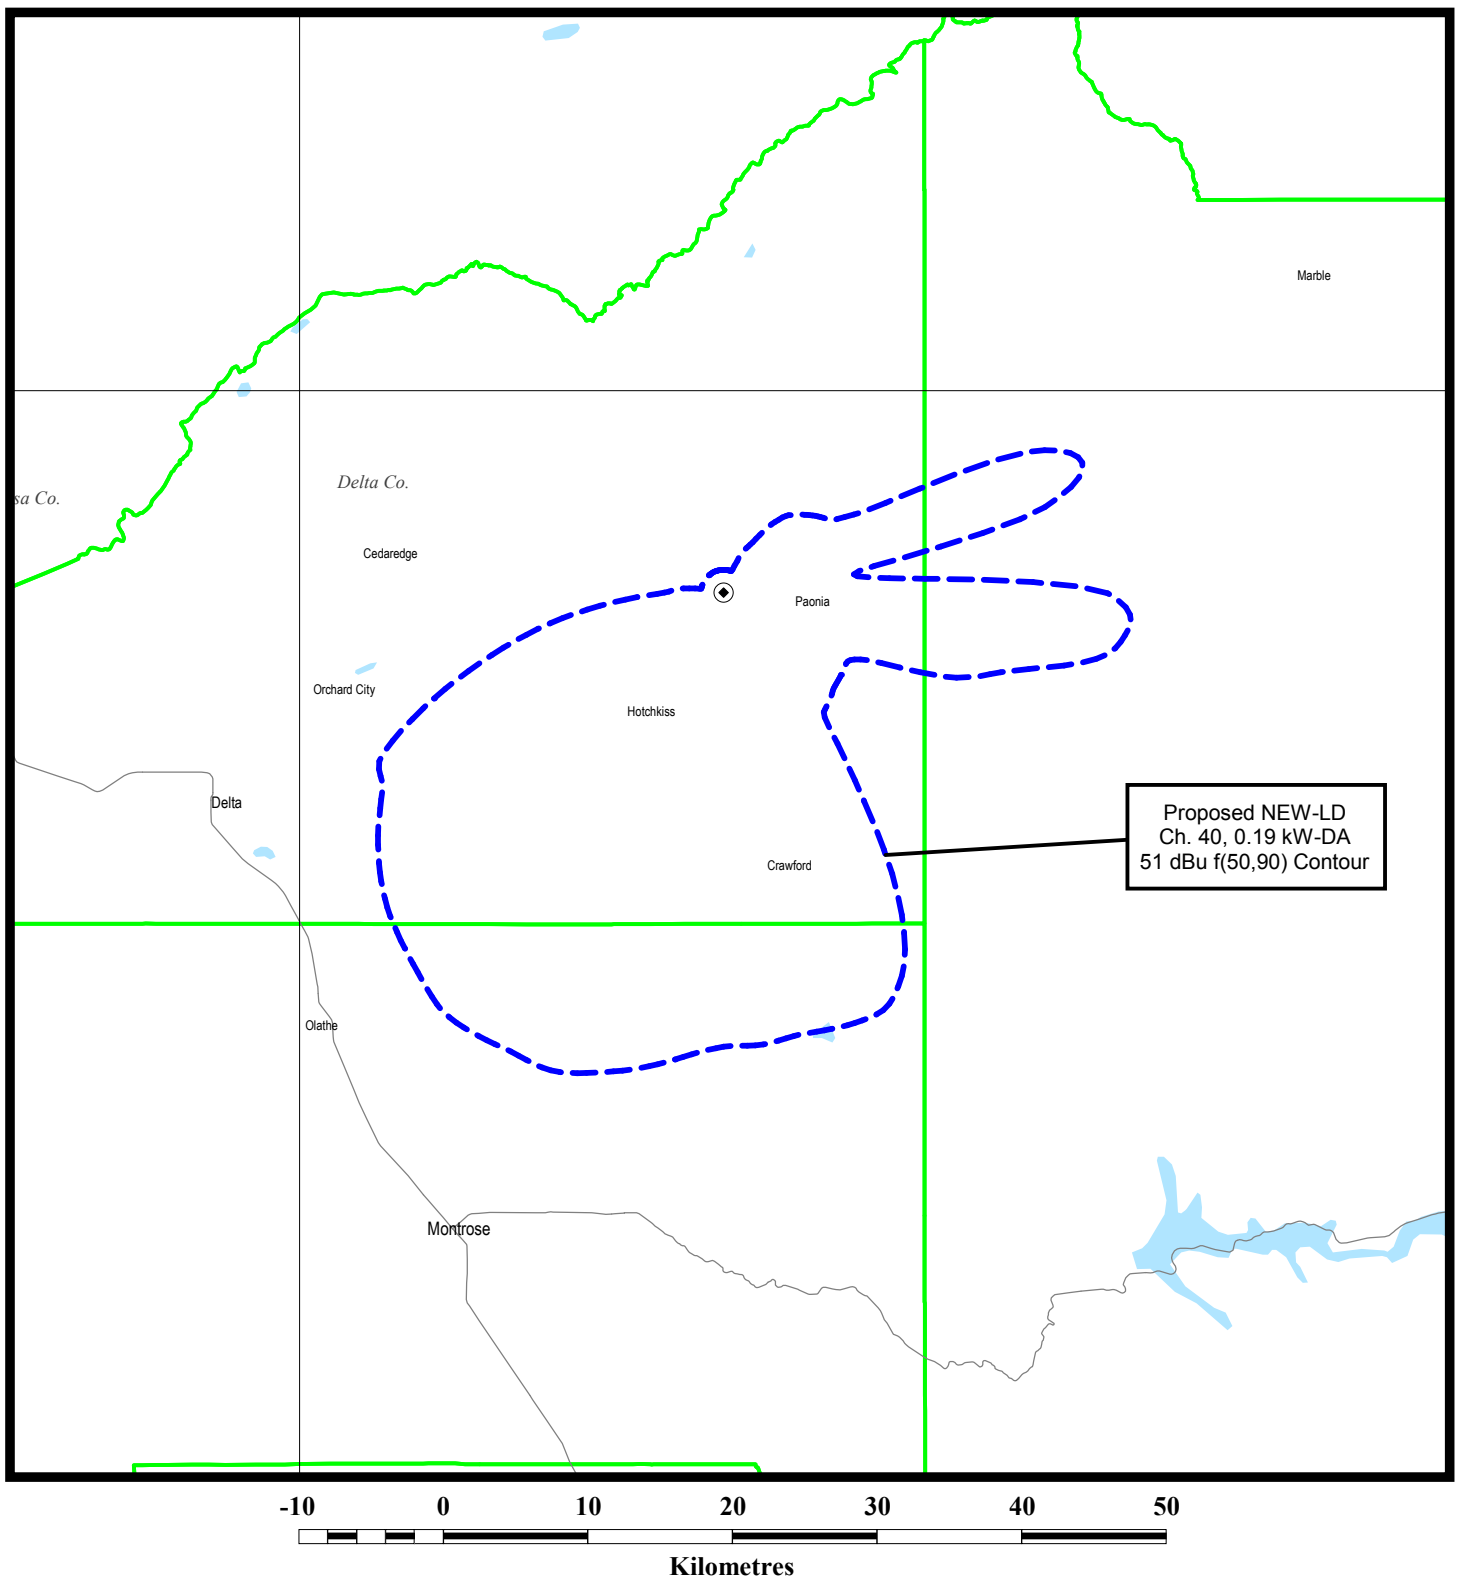 Marble
Delta Co.
sa Co.
Cedaredge
Paonia
Orchard City
Hotchkiss
Delta
Proposed NEW-LD
Ch. 40, 0.19 kW-DA
51 dBu f(50,90) Contour
Crawford
Olathe
Montrose
-10 0 10 20 30 40 50
Kilometres